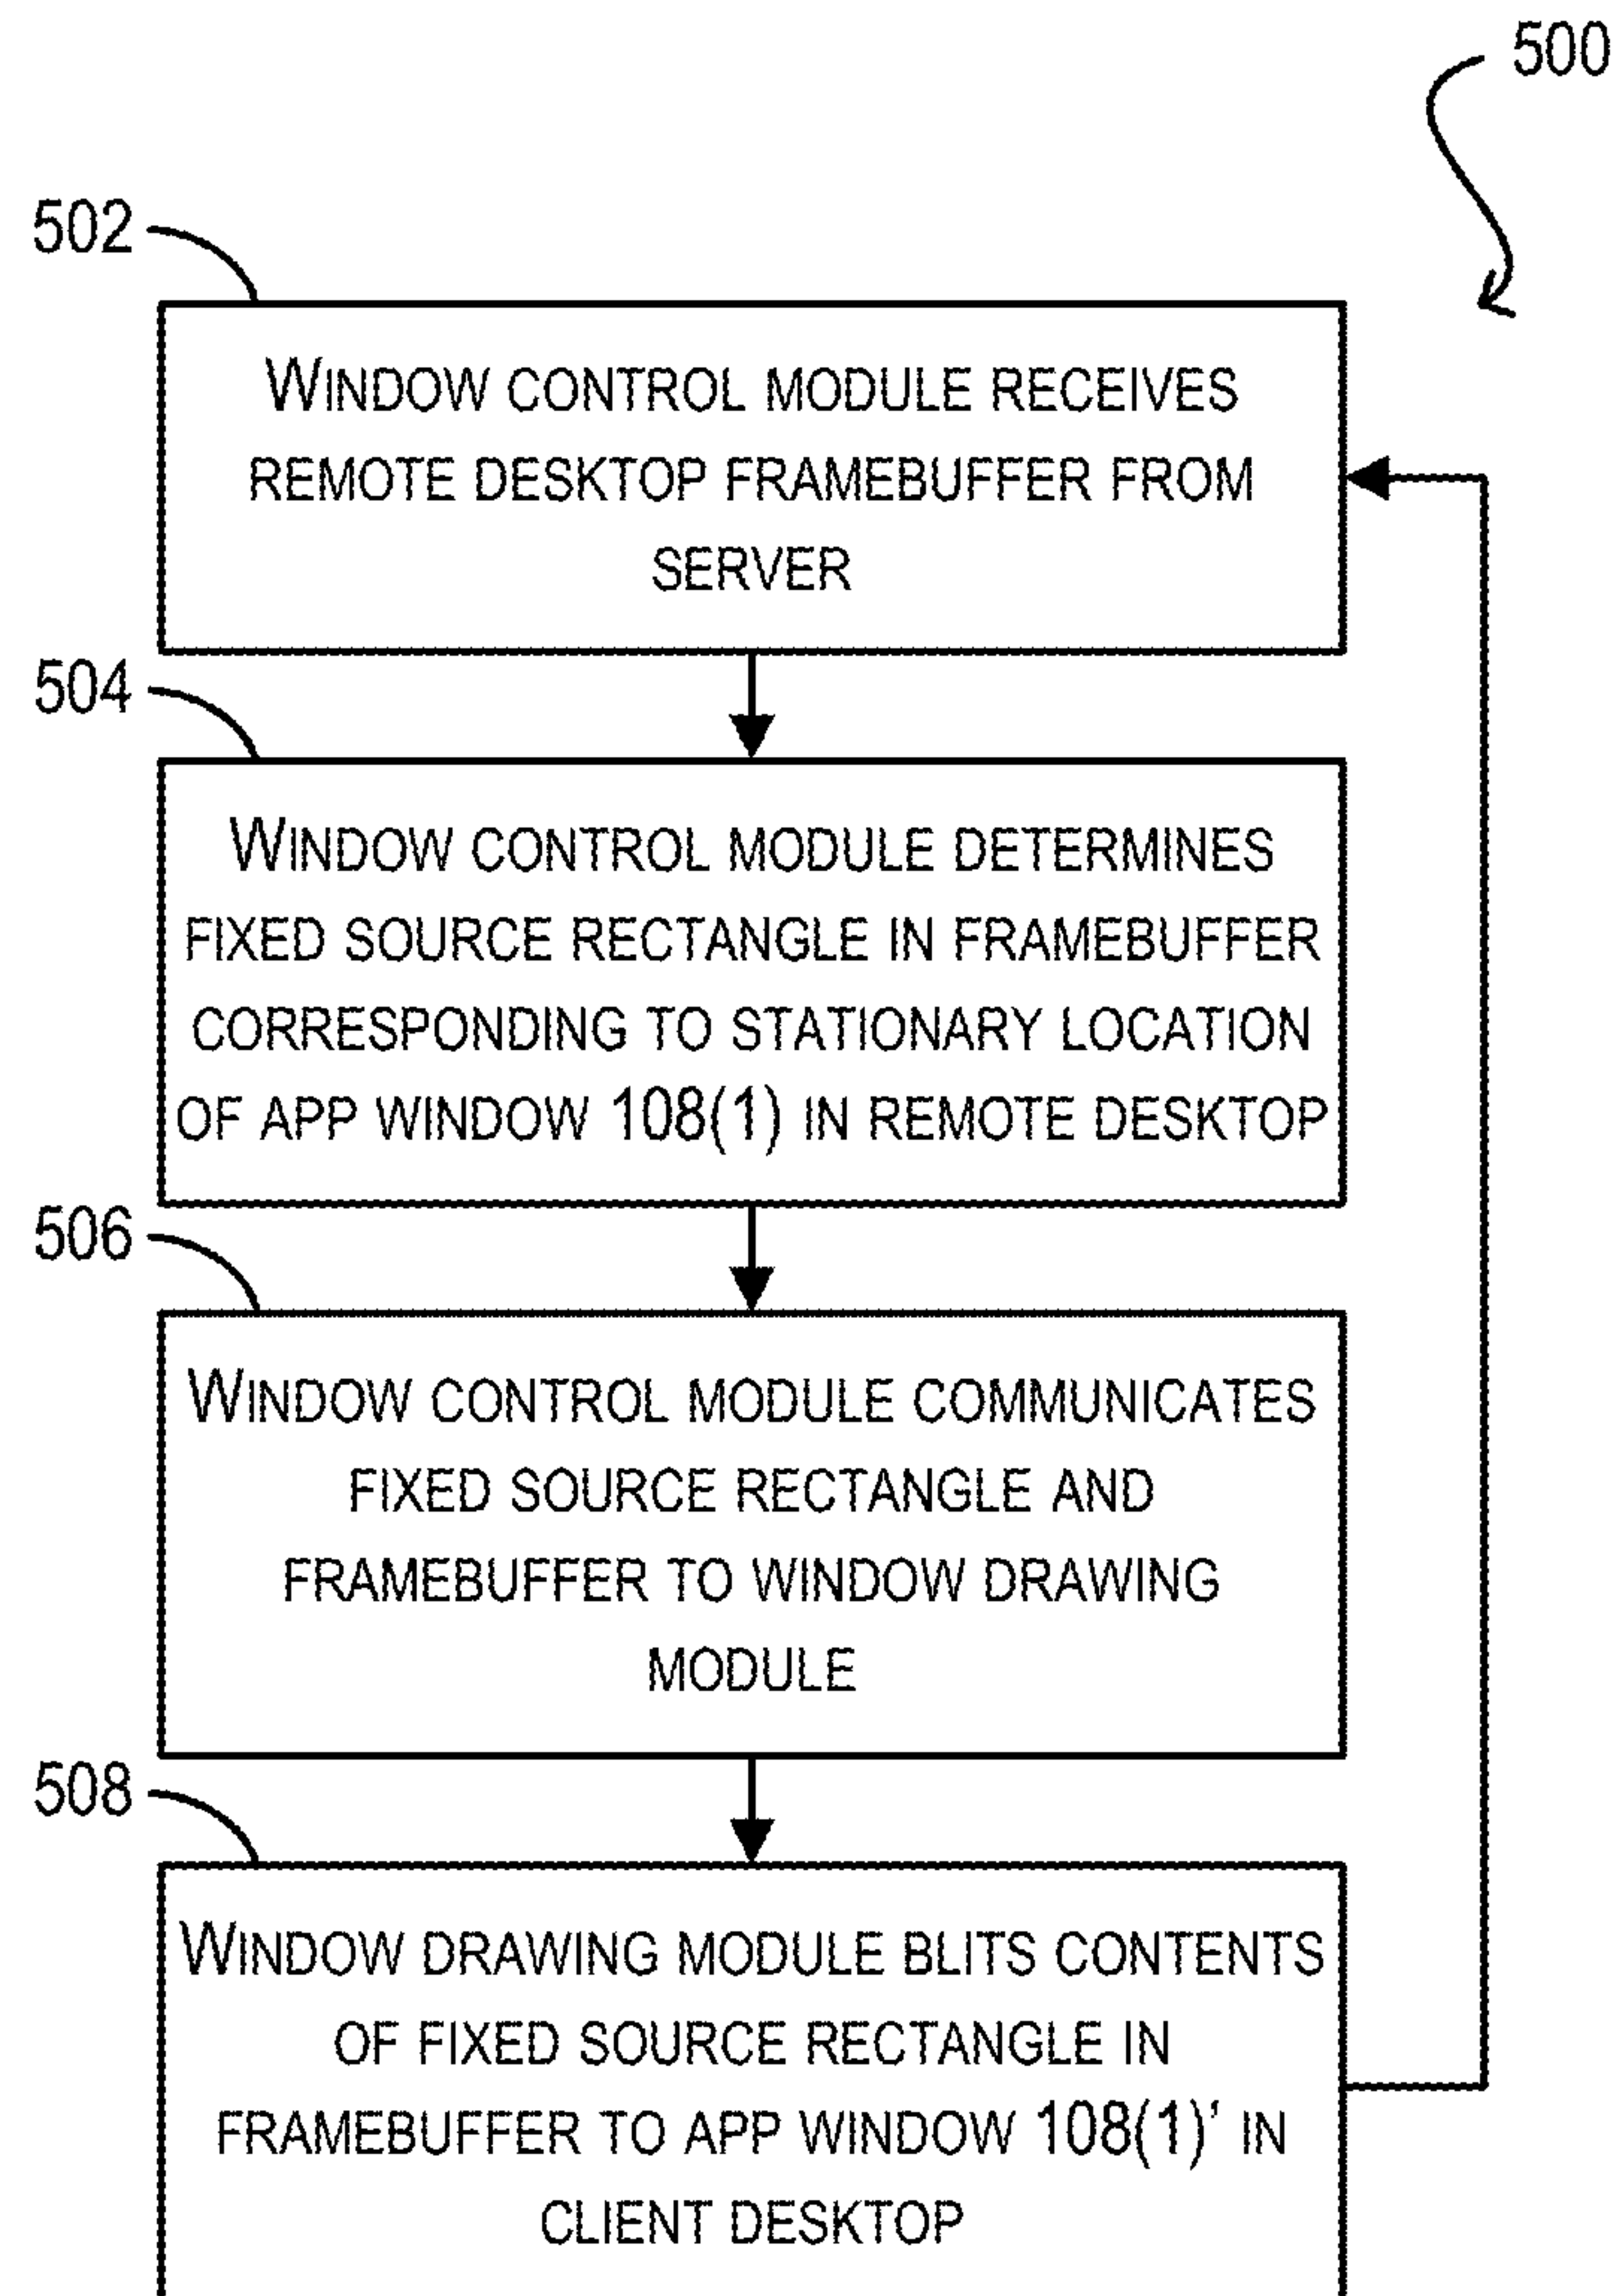 500
502
WINDOW CONTROL MODULE RECEIVES
REMOTE DESKTOP FRAMEBUFFER FROM
SERVER
504
WINDOW CONTROL MODULE DETERMINES
FIXED SOURCE RECTANGLE IN FRAMEBUFFER
CORRESPONDING TO STATIONARY LOCATION
OF APP WINDOW 108(1) IN REMOTE DESKTOP
506
WINDOW CONTROL MODULE COMMUNICATES
FIXED SOURCE RECTANGLE AND
FRAMEBUFFER TO WINDOW DRAWING
MODULE
508
WINDOW DRAWING MODULE BLITS CONTENTS
OF FIXED SOURCE RECTANGLE IN
FRAMEBUFFER TO APP WINDOW 108(1)' IN
CLIENT DESKTOP